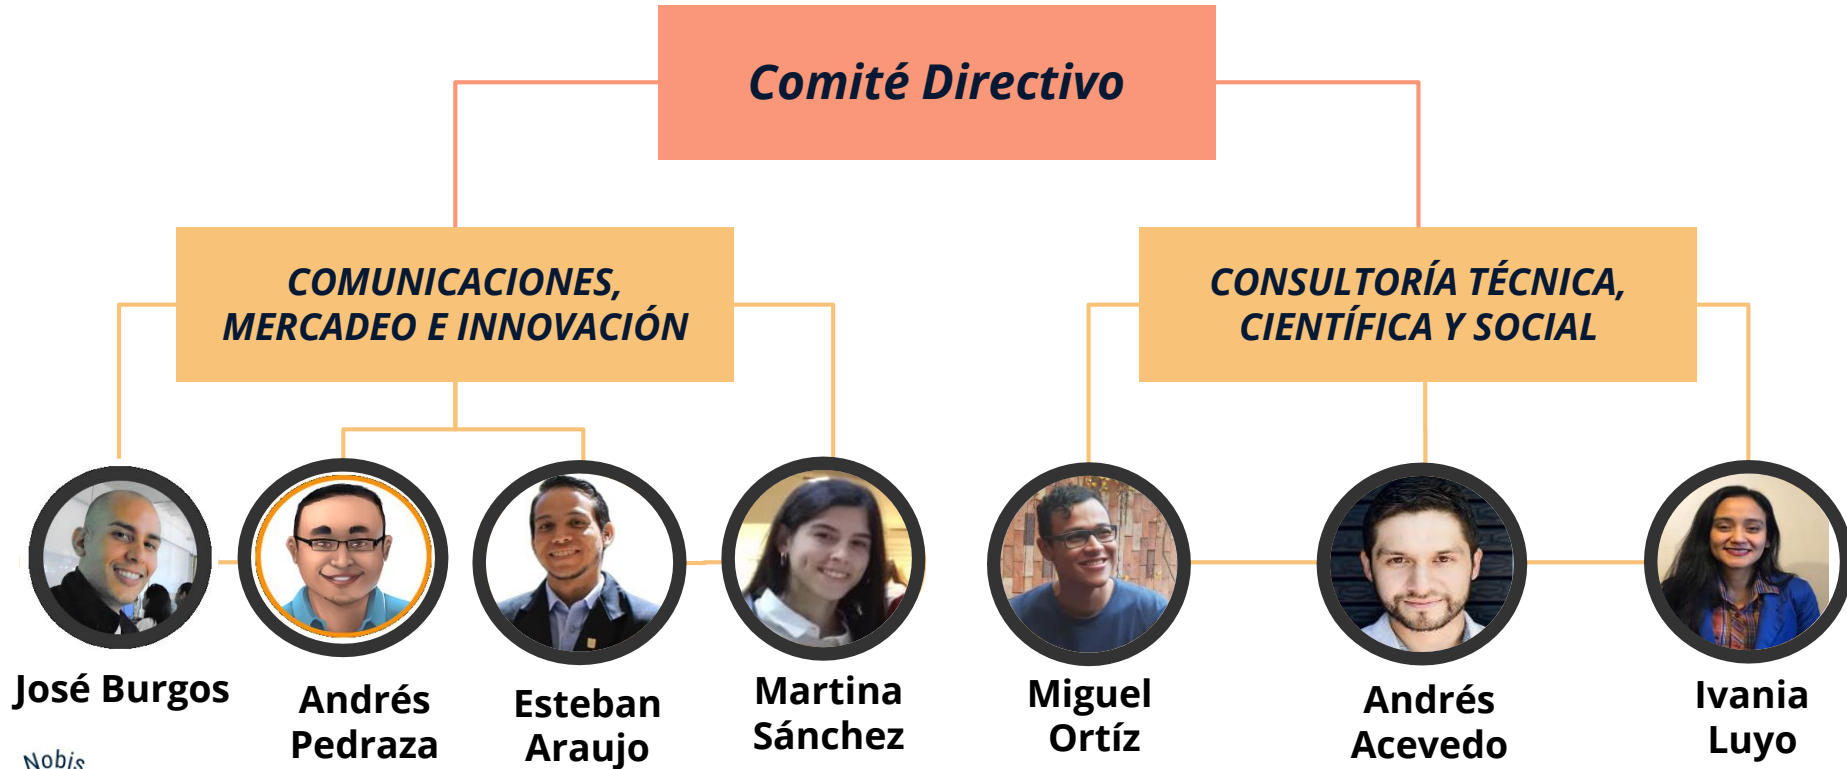 Comité Directivo
COMUNICACIONES,
MERCADEO E INNOVACIÓN
CONSULTORÍA TÉCNICA,
CIENTÍFICA Y SOCIAL
José Burgos
Andrés
Pedraza
Esteban
Araujo
Martina
Sánchez
Miguel
Ortíz
Andrés
Acevedo
Ivania
Luyo
Nobis